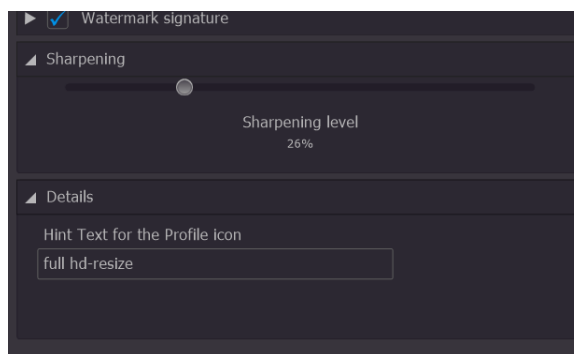 Watermark signature
Sharpening
Sharpening level
26%
Details
Hint Text for the Profile icon
full hd-resize